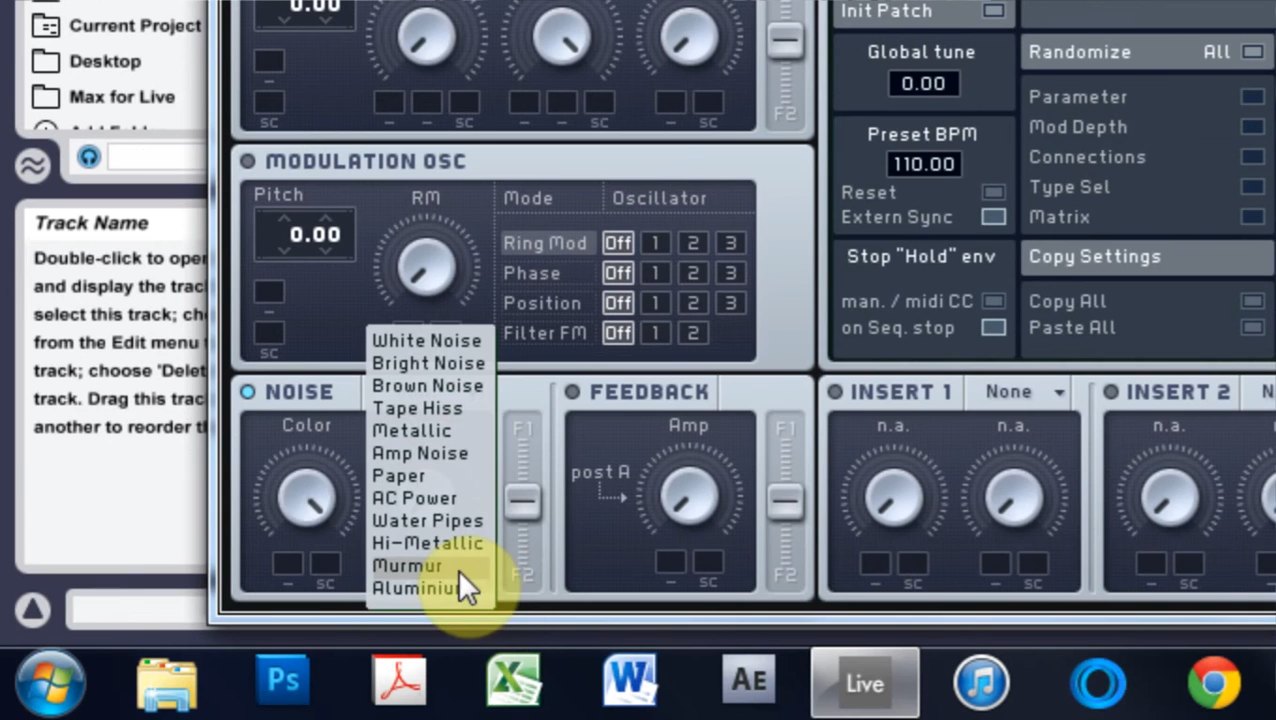 0.00
Current Project
Desktop
Max for Live
SC
-
- - SC
- - SC
- SC
F2
Init Patch
Global tune
0.00
Preset BPM
110.00
Reset
Extern Sync
Stop "Hold" env
man. / midi CC
on Seq. stop
Randomize All
Parameter
Mod Depth
Connections
Type Sel
Matrix
Copy Settings
Copy All
Paste All
MODULATION OSC
Pitch
0.00
-
SC
RM
Mode Oscillator
Ring Mod Off 1 2 3
Phase Off 1 2 3
Position Off 1 2 3
Filter FM Off 1 2
Track Name
Double-click to
and display the
select this track;
from the Edit menu
track; choose
track. Drag this
another to reorder
White Noise
Bright Noise
Brown Noise
Tape Hiss
Metallic
Amp Noise
Paper
AC Power
Water Pipes
Hi-Metallic
Murmur
Aluminium
NOISE
Color
- SC
F1
F2
FEEDBACK
Amp
post A
- SC
F1
F2
INSERT 1 None
n.a. n.a.
- SC
INSERT 2
n.a.
Ps
X
W
AE
Live